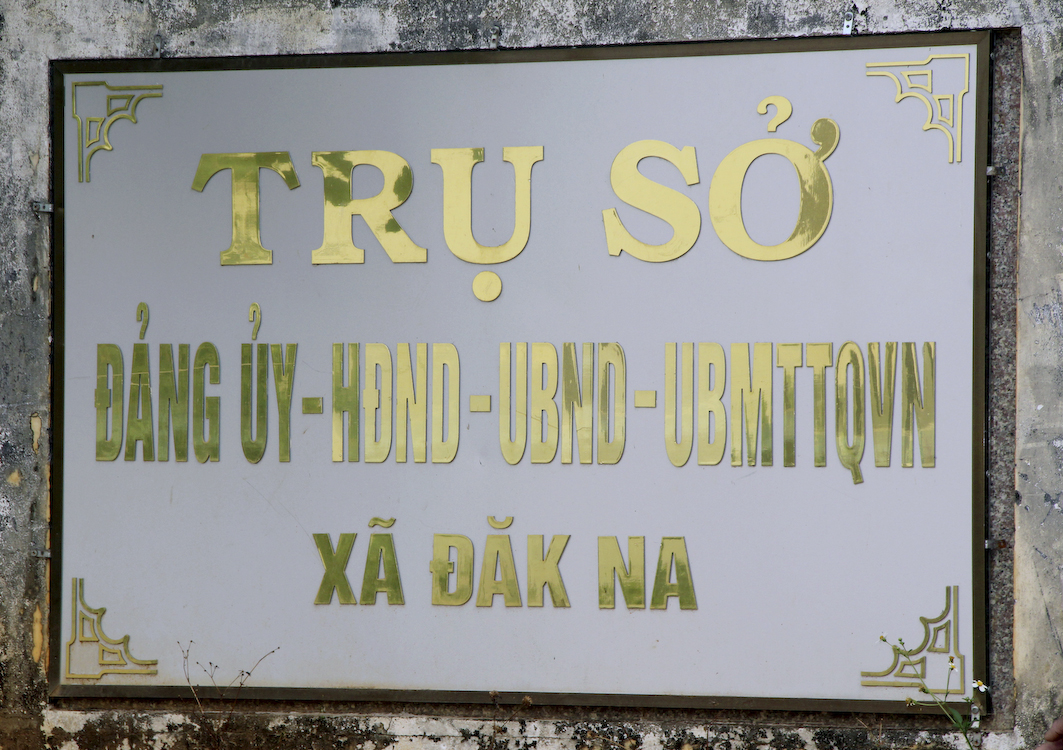 TRỤ SỞ
ĐẢNG ỦY-HĐND-UBND-UBMTTQVN
XÃ ĐĂK NA